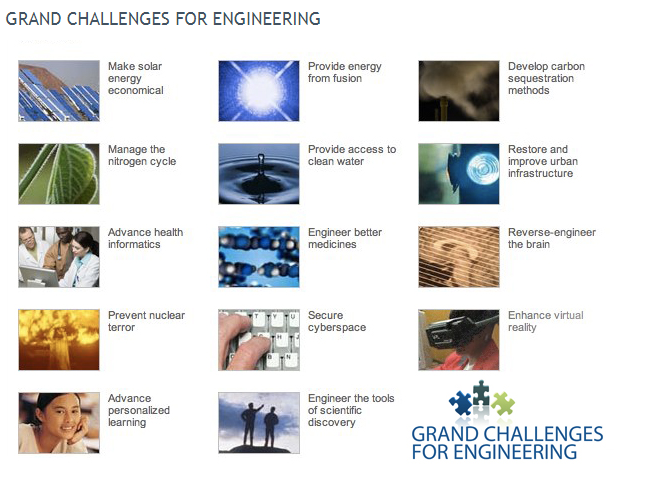 GRAND CHALLENGES FOR ENGINEERING
Make solar
energy
economical
Provide energy
from fusion
Develop carbon
sequestration
methods
Manage the
nitrogen cycle
Provide access to
clean water
Restore and
improve urban
infrastructure
Advance health
informatics
Engineer better
medicines
Reverse-engineer
the brain
Prevent nuclear
terror
Secure
cyberspace
Enhance virtual
reality
Advance
personalized
learning
Engineer the tools
of scientific
discovery
GRAND CHALLENGES
FOR ENGINEERING
T Y U
H
B N